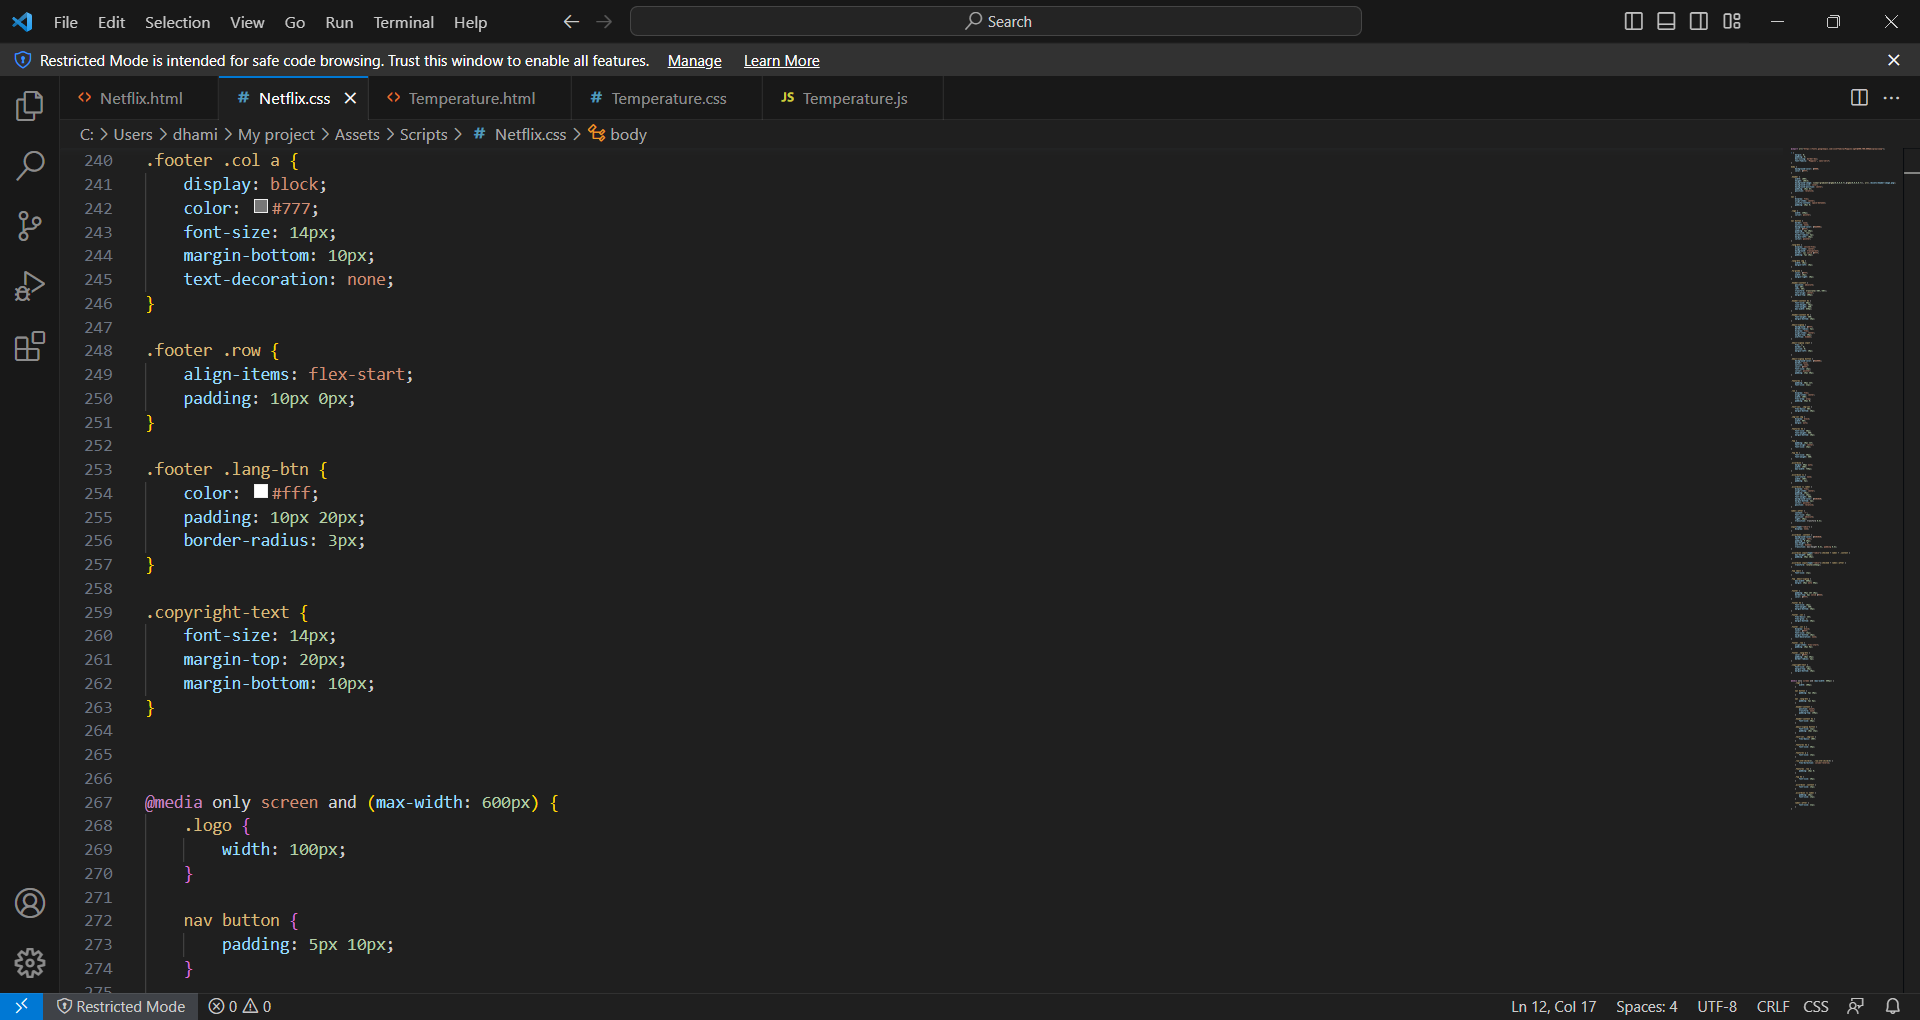 File Edit Selection View Go Run Terminal Help Search
Restricted Mode is intended for safe code browsing. Trust this window to enable all features. Manage Learn More
Netflix.html # Netflix.css Temperature.html # Temperature.css JS Temperature.js
C: > Users > dhami > My project > Assets > Scripts > # Netflix.css > body
240 .footer .col a {
241 display: block;
242 color: #777;
243 font-size: 14px;
244 margin-bottom: 10px;
245 text-decoration: none;
246 }
247
248 .footer .row {
249 align-items: flex-start;
250 padding: 10px 0px;
251 }
252
253 .footer .lang-btn {
254 color: #fff;
255 padding: 10px 20px;
256 border-radius: 3px;
257 }
258
259 .copyright-text {
260 font-size: 14px;
261 margin-top: 20px;
262 margin-bottom: 10px;
263 }
264
265
266
267 @media only screen and (max-width: 600px) {
268 .logo {
269 width: 100px;
270 }
271
272 nav button {
273 padding: 5px 10px;
274 }
275
Restricted Mode 0 0 Ln 12, Col 17 Spaces: 4 UTF-8 CRLF CSS